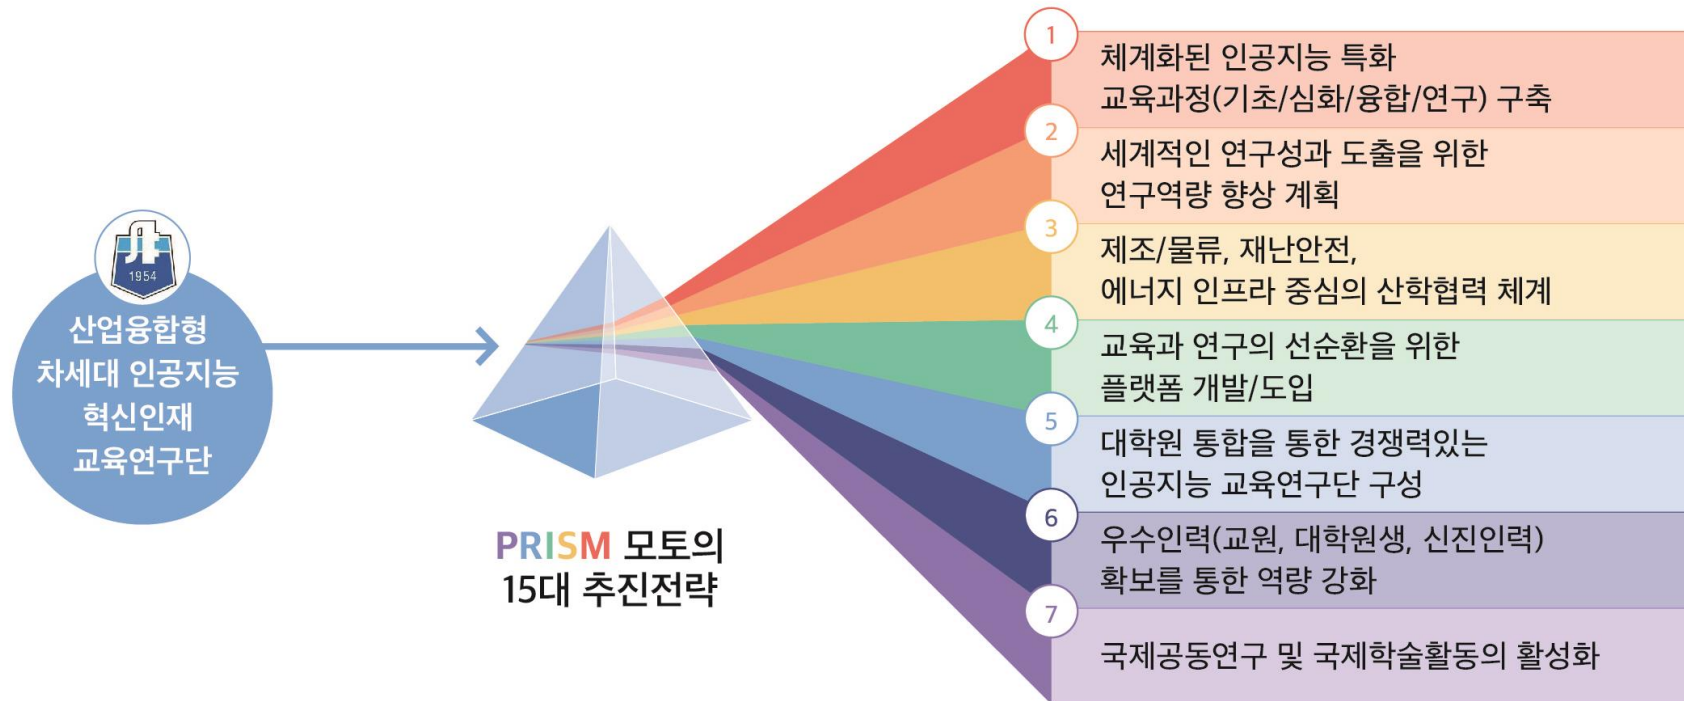 1954
산업융합형
차세대 인공지능
혁신인재
교육연구단
PRISM 모토의
15대 추진전략
1
체계화된 인공지능 특화
교육과정(기초/심화/융합/연구) 구축
2
세계적인 연구성과 도출을 위한
연구역량 향상 계획
3
제조/물류, 재난안전,
에너지 인프라 중심의 산학협력 체계
4
교육과 연구의 선순환을 위한
플랫폼 개발/도입
5
대학원 통합을 통한 경쟁력있는
인공지능 교육연구단 구성
6
우수인력(교원, 대학원생, 신진인력)
확보를 통한 역량 강화
7
국제공동연구 및 국제학술활동의 활성화